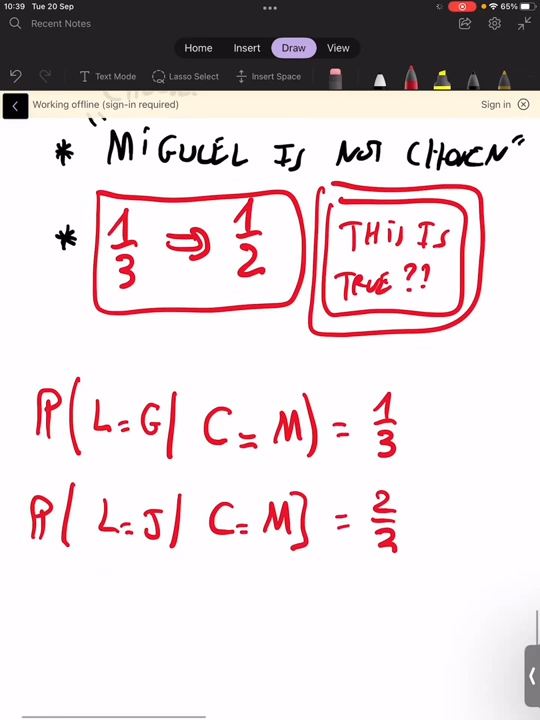 10:39 Tue 20 Sep
65%
Recent Notes
Home Insert Draw View
Text Mode Lasso Select Insert Space
Working offline (sign-in required) Sign in
* "MIGUEL IS NOT CHOSEN"
* 1/3 ⇒ 1/2 THIS IS TRUE??
P(L=G| C=M) = 1/3
P(L=J| C=M] = 2/3